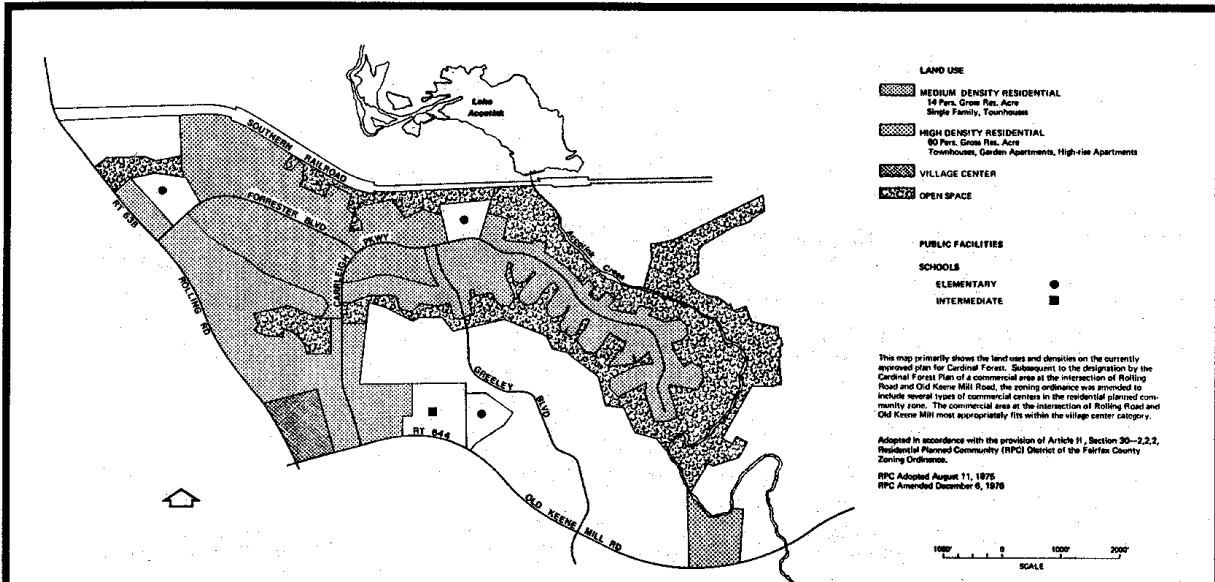 Lake
Accotink
SOUTHERN RAILROAD
FORRESTER BLVD
PKWY
CARRLEIGH
RT 638
ROLLING RD
Accotink Creek
GREELEY BLVD
RT 644
OLD KEENE MILL RD
LAND USE
MEDIUM DENSITY RESIDENTIAL
14 Pers. Gross Res. Acre
Single Family, Townhouses
HIGH DENSITY RESIDENTIAL
60 Pers. Gross Res. Acre
Townhouses, Garden Apartments, High-rise Apartments
VILLAGE CENTER
OPEN SPACE
PUBLIC FACILITIES
SCHOOLS
ELEMENTARY
INTERMEDIATE
This map primarily shows the land uses and densities on the currently
approved plan for Cardinal Forest. Subsequent to the designation by the
Cardinal Forest Plan of a commercial area at the intersection of Rolling
Road and Old Keene Mill Road, the zoning ordinance was amended to
include several types of commercial centers in the residential planned com-
munity zone. The commercial area at the intersection of Rolling Road and
Old Keene Mill most appropriately fits within the village center category.
Adopted in accordance with the provision of Article II, Section 30—2,2,2,
Residential Planned Community (RPC) District of the Fairfax County
Zoning Ordinance.
RPC Adopted August 11, 1975
RPC Amended December 6, 1976
1000' 0 1000' 2000'
SCALE